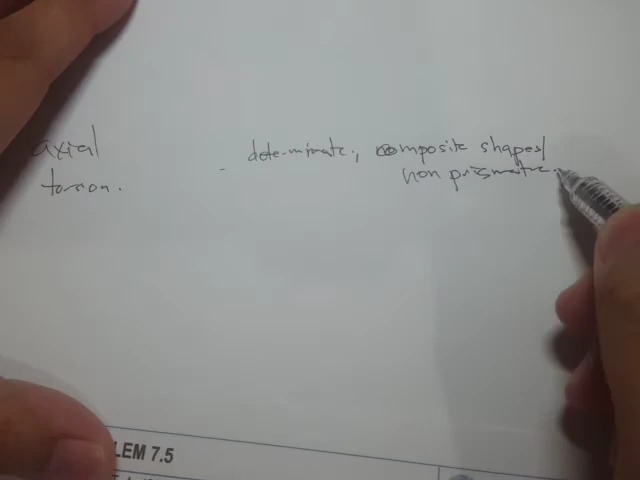 axial
determinate, composite shapes/
torsion.
- non prismatic.
LEM 7.5